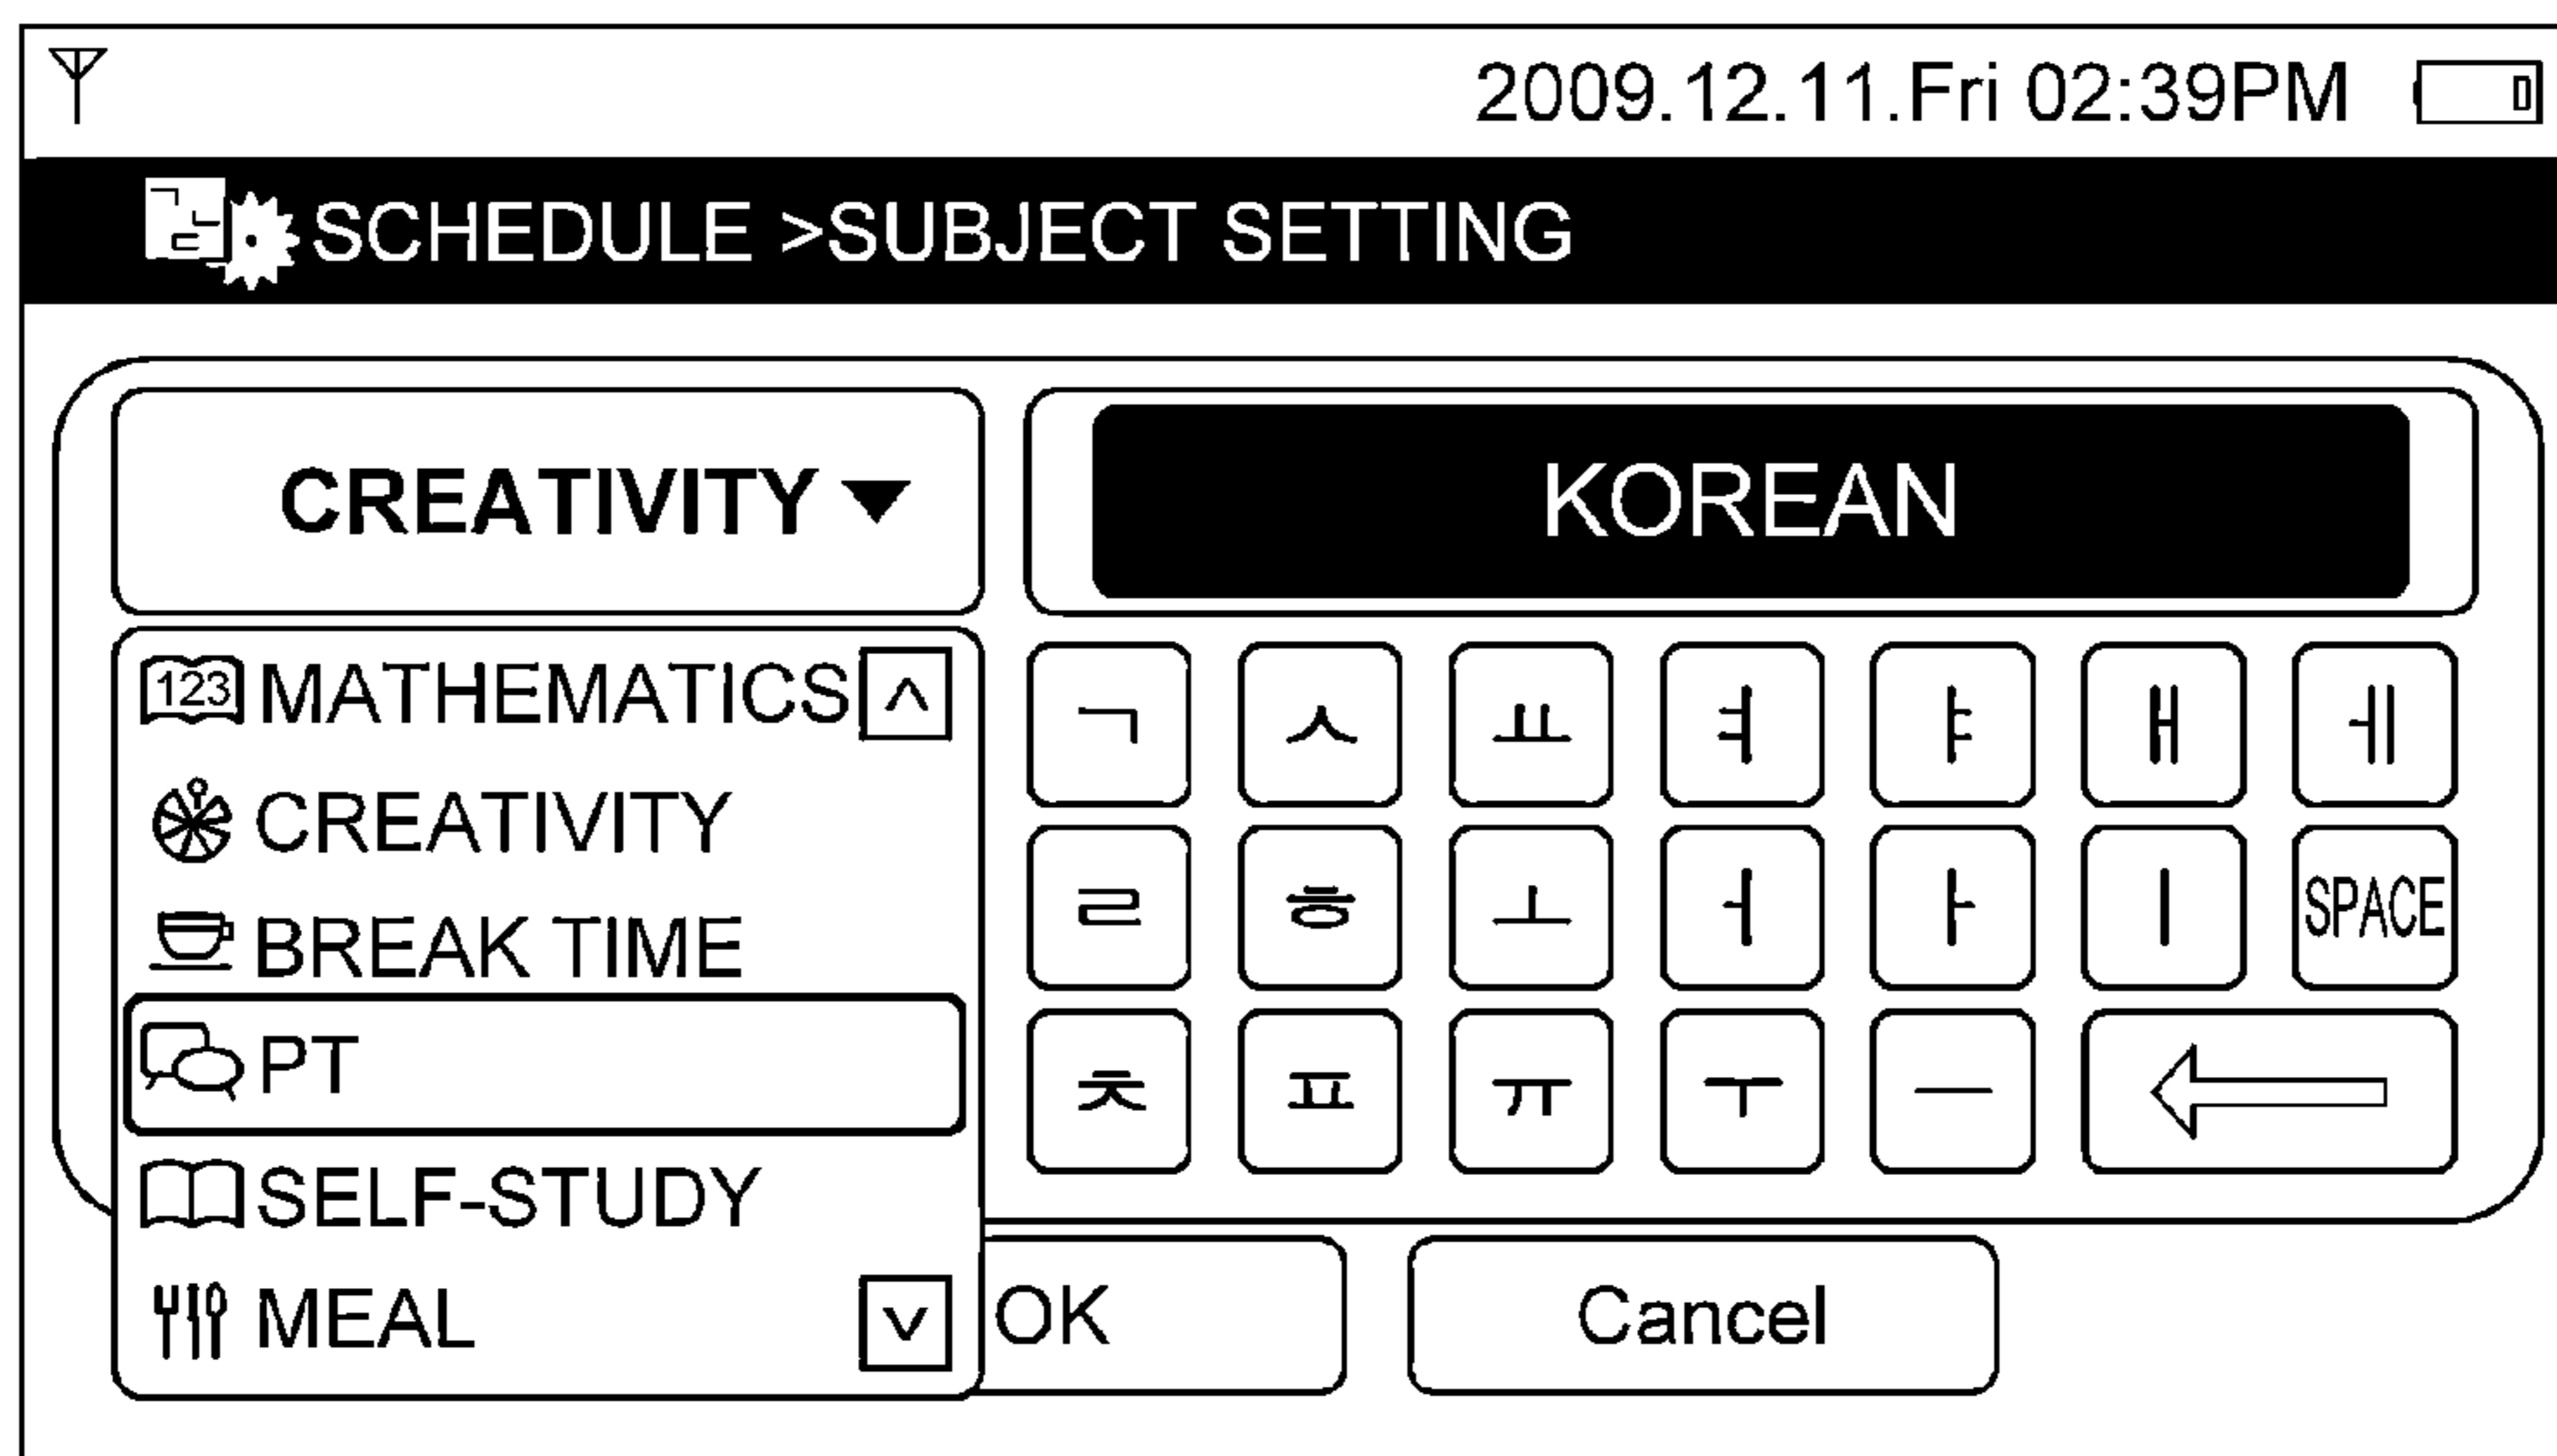 2009.12.11.Fri 02:39PM
SCHEDULE >SUBJECT SETTING
CREATIVITY
KOREAN
123 MATHEMATICS
CREATIVITY
BREAK TIME
PT
SELF-STUDY
MEAL
ㄱ ㅅ ㅛ ㅕ ㅑ ㅐ ㅔ
ㄹ ㅎ ㅗ ㅓ ㅏ ㅣ SPACE
ㅊ ㅍ ㅠ ㅜ ㅡ
OK Cancel